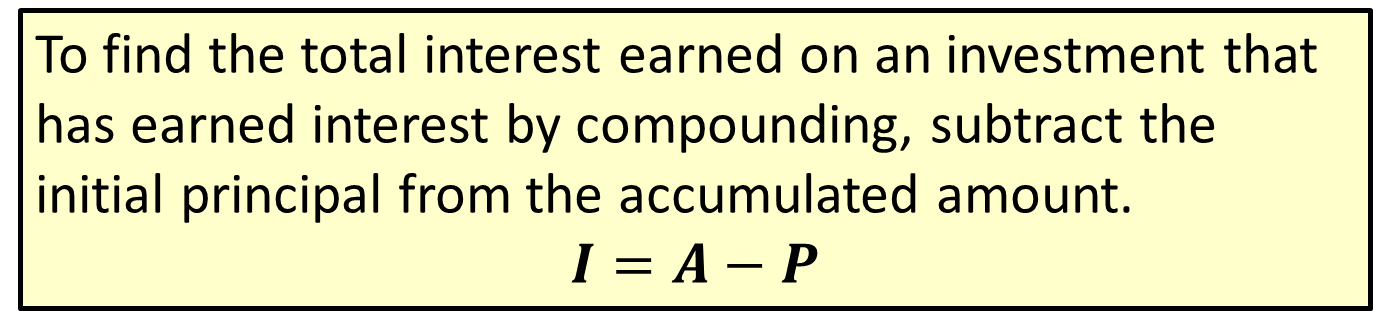 To find the total interest earned on an investment that
has earned interest by compounding, subtract the
initial principal from the accumulated amount.
I = A − P